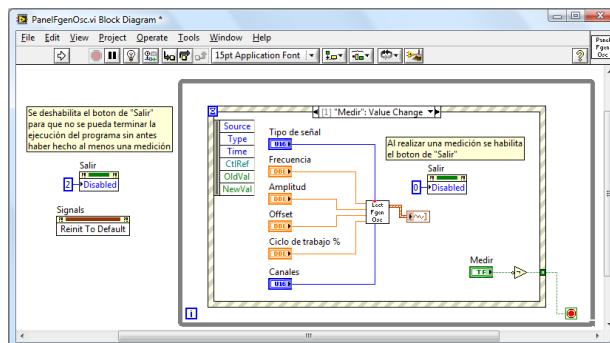 PanelFgenOsc.vi Block Diagram *
File Edit View Project Operate Tools Window Help
15pt Application Font
?
Fgen
Osc
Se deshabilita el boton de "Salir"
para que no se pueda terminar la
ejecución del programa sin antes
haber hecho al menos una medición
Salir
2
Disabled
Signals
Reinit To Default
[1] "Medir": Value Change
Source
Type
Time
CtlRef
OldVal
NewVal
Tipo de señal
U16
Frecuencia
DBL
Amplitud
DBL
Offset
DBL
Ciclo de trabajo %
DBL
Canales
U16
Fgen
Osc
Al realizar una medición se habilita
el boton de "Salir"
Salir
0
Disabled
Medir
TF
i